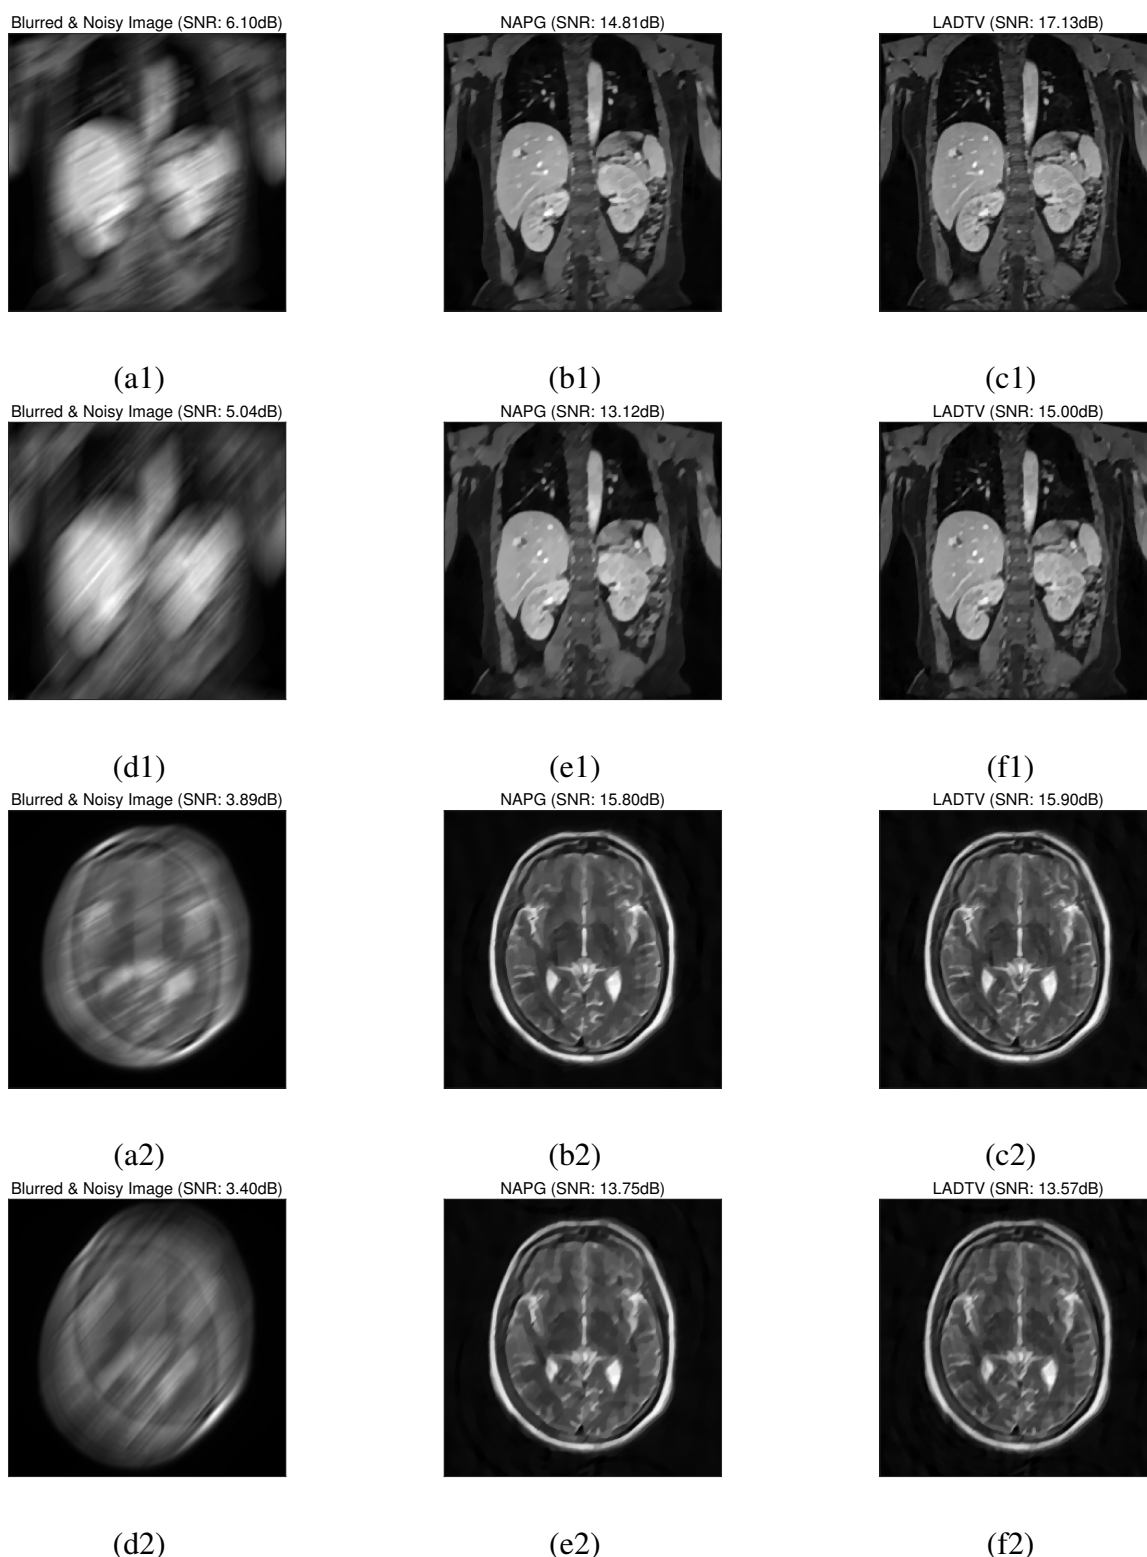 Blurred & Noisy Image (SNR: 6.10dB)
NAPG (SNR: 14.81dB)
LADTV (SNR: 17.13dB)
(a1)
(b1)
(c1)
Blurred & Noisy Image (SNR: 5.04dB)
NAPG (SNR: 13.12dB)
LADTV (SNR: 15.00dB)
(d1)
(e1)
(f1)
Blurred & Noisy Image (SNR: 3.89dB)
NAPG (SNR: 15.80dB)
LADTV (SNR: 15.90dB)
(a2)
(b2)
(c2)
Blurred & Noisy Image (SNR: 3.40dB)
NAPG (SNR: 13.75dB)
LADTV (SNR: 13.57dB)
(d2)
(e2)
(f2)